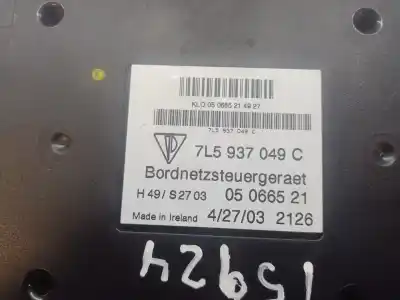 KLO 05 0665 21 49 27
7L5 937 049 C
7L5 937 049 C
Bordnetzsteuergeraet
H 49 / S 27 03 05 0665 21
Made in Ireland 4/27/03 2126
15924